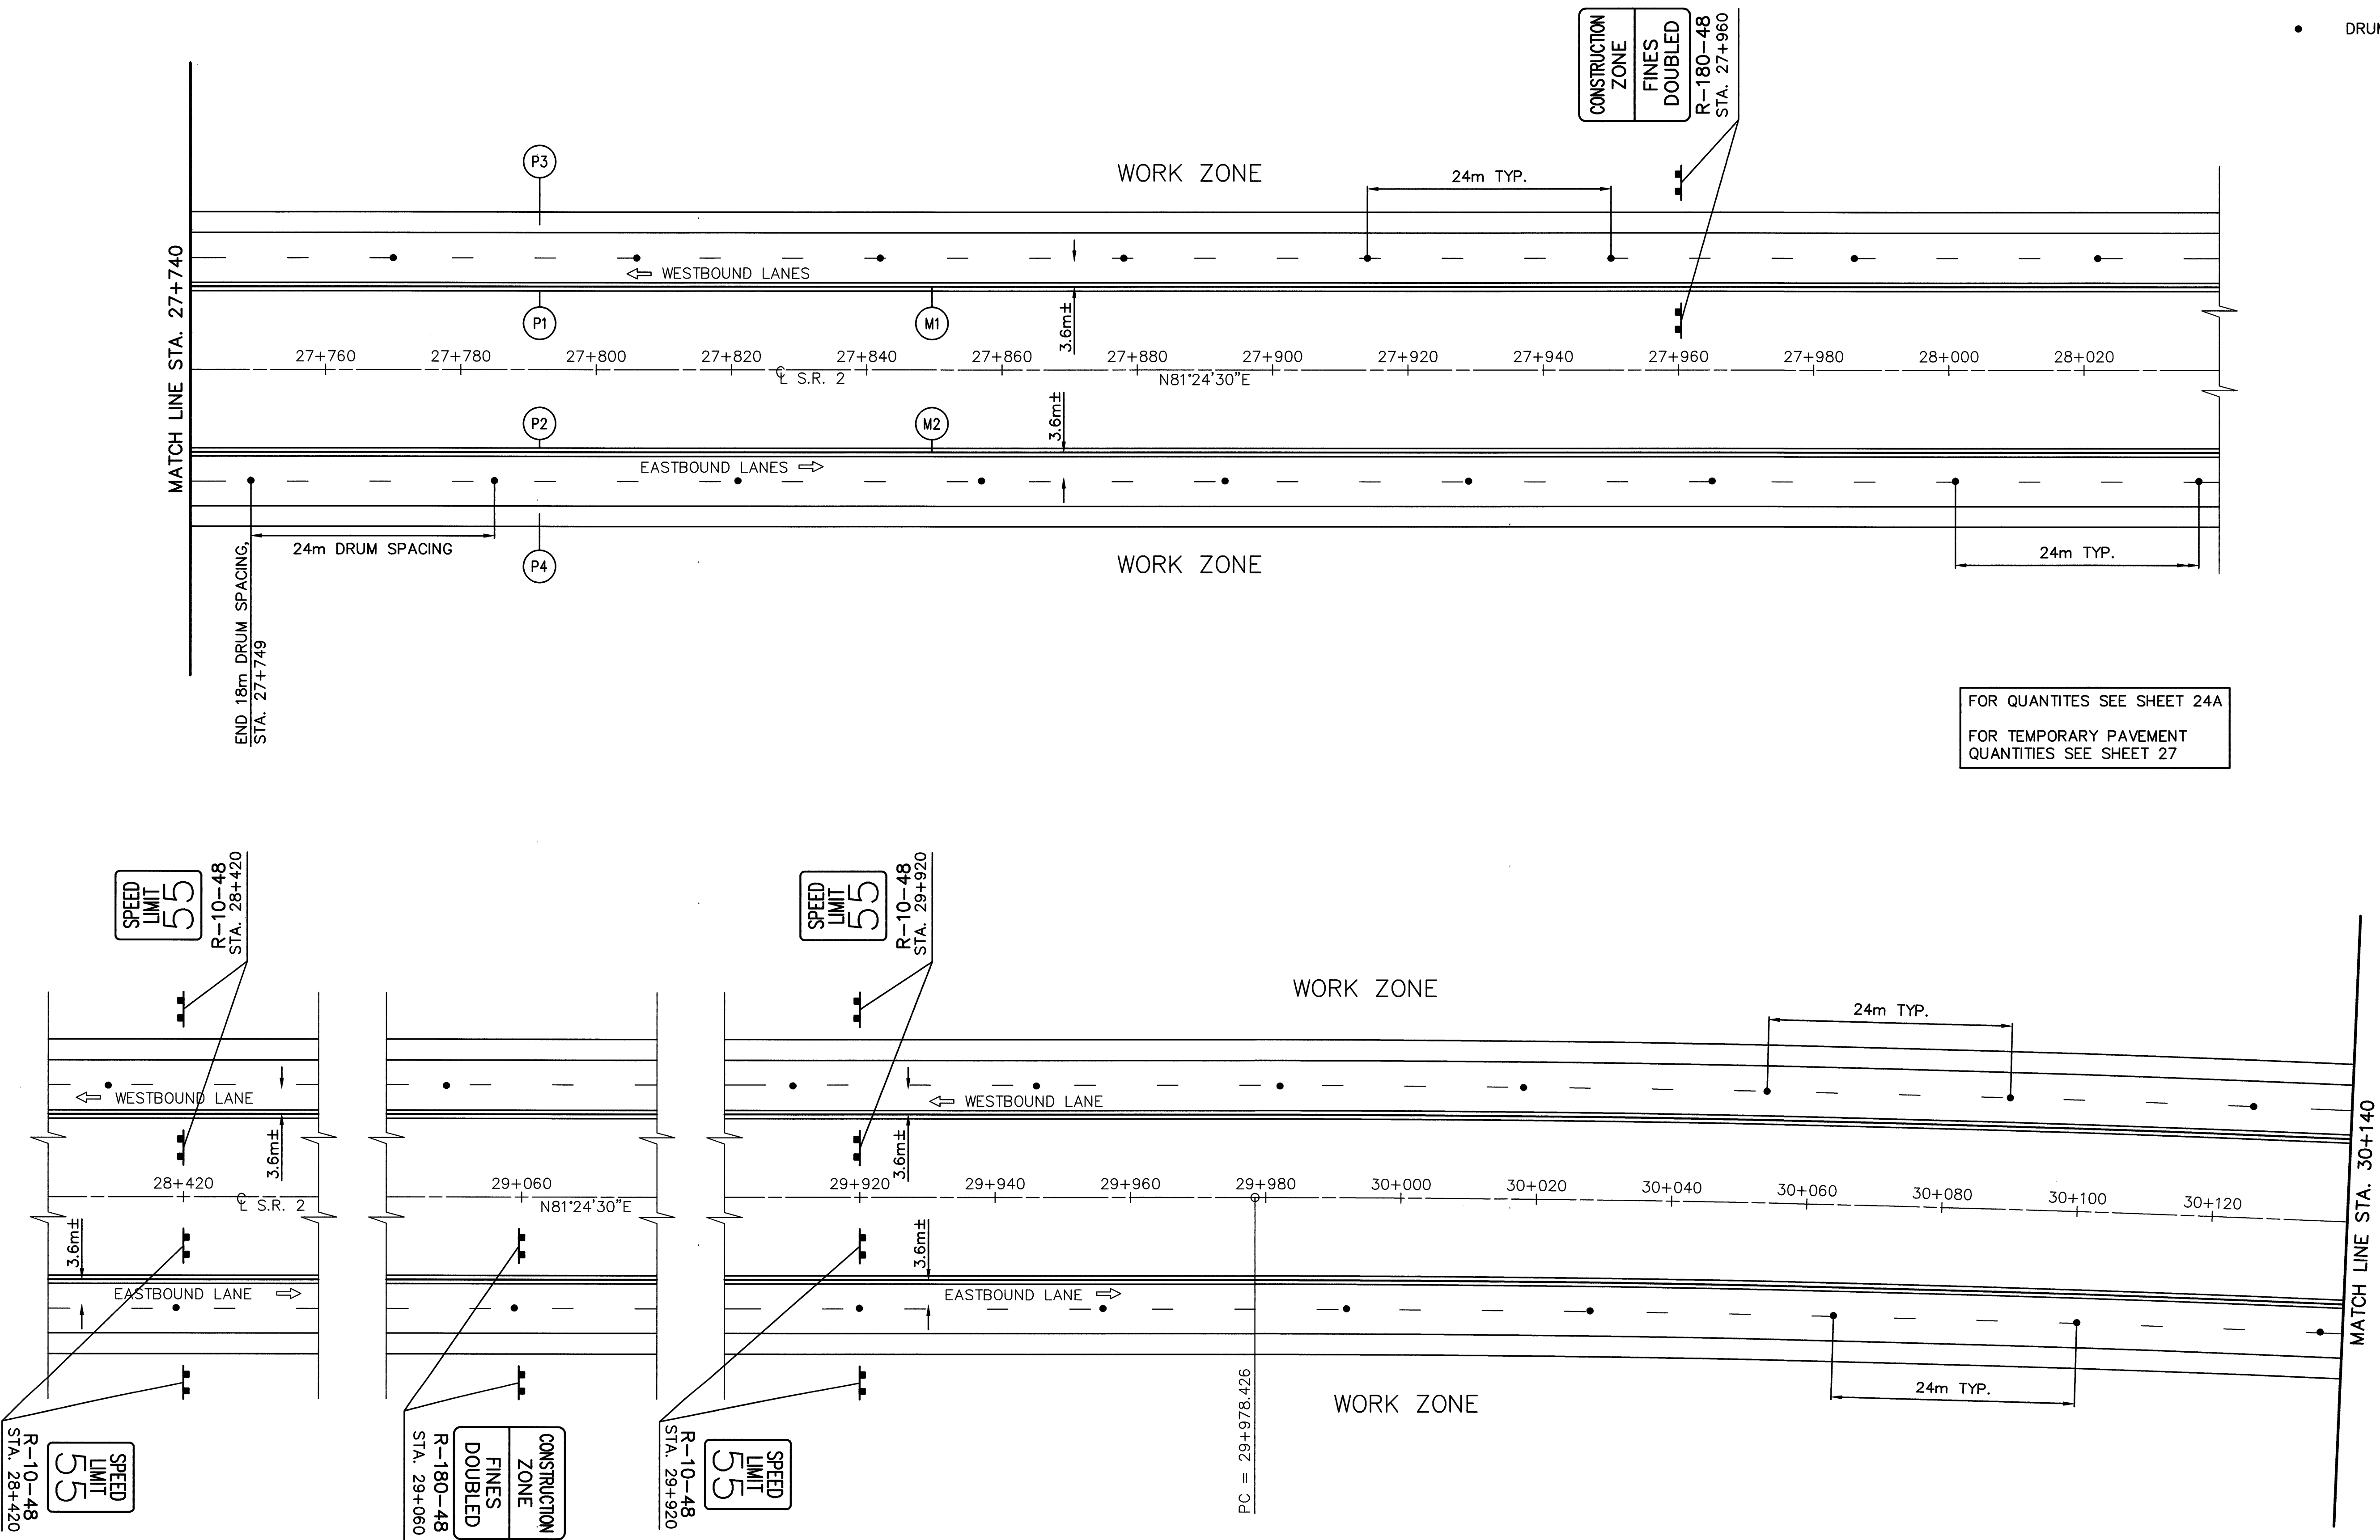 CONSTRUCTION
ZONE
FINES
DOUBLED
R-180-48
STA. 27+960
P3
WORK ZONE
24m TYP.
MATCH LINE STA. 27+740
WESTBOUND LANES
P1
M1
3.6m±
27+760 27+780 27+800 27+820 27+840 27+860 27+880 27+900 27+920 27+940 27+960 27+980 28+000 28+020
℄ S.R. 2
N81°24'30"E
P2
M2
3.6m±
EASTBOUND LANES
24m DRUM SPACING
P4
WORK ZONE
24m TYP.
END 18m DRUM SPACING,
STA. 27+749
FOR QUANTITES SEE SHEET 24A
FOR TEMPORARY PAVEMENT
QUANTITIES SEE SHEET 27
SPEED
LIMIT
55
R-10-48
STA. 28+420
SPEED
LIMIT
55
R-10-48
STA. 29+920
WORK ZONE
24m TYP.
WESTBOUND LANE
WESTBOUND LANE
3.6m±
3.6m±
28+420 29+060 29+920 29+940 29+960 29+980 30+000 30+020 30+040 30+060 30+080 30+100 30+120
℄ S.R. 2
N81°24'30"E
MATCH LINE STA. 30+140
3.6m±
3.6m±
EASTBOUND LANE
EASTBOUND LANE
PC = 29+978.426
WORK ZONE
24m TYP.
R-10-48
STA. 28+420
SPEED
LIMIT
55
R-180-48
STA. 29+060
CONSTRUCTION
ZONE
FINES
DOUBLED
R-10-48
STA. 29+920
SPEED
LIMIT
55